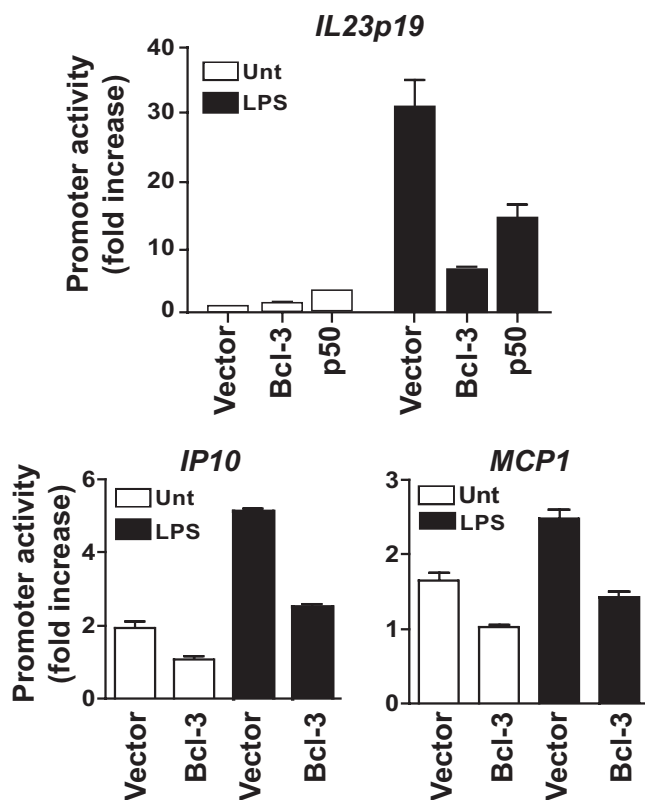 IL23p19
Promoter activity
(fold increase)
40
30
20
10
0
Unt
LPS
Vector
Bcl-3
p50
Vector
Bcl-3
p50
IP10
Promoter activity
(fold increase)
6
4
2
0
Unt
LPS
Vector
Bcl-3
Vector
Bcl-3
MCP1
3
2
1
0
Unt
LPS
Vector
Bcl-3
Vector
Bcl-3